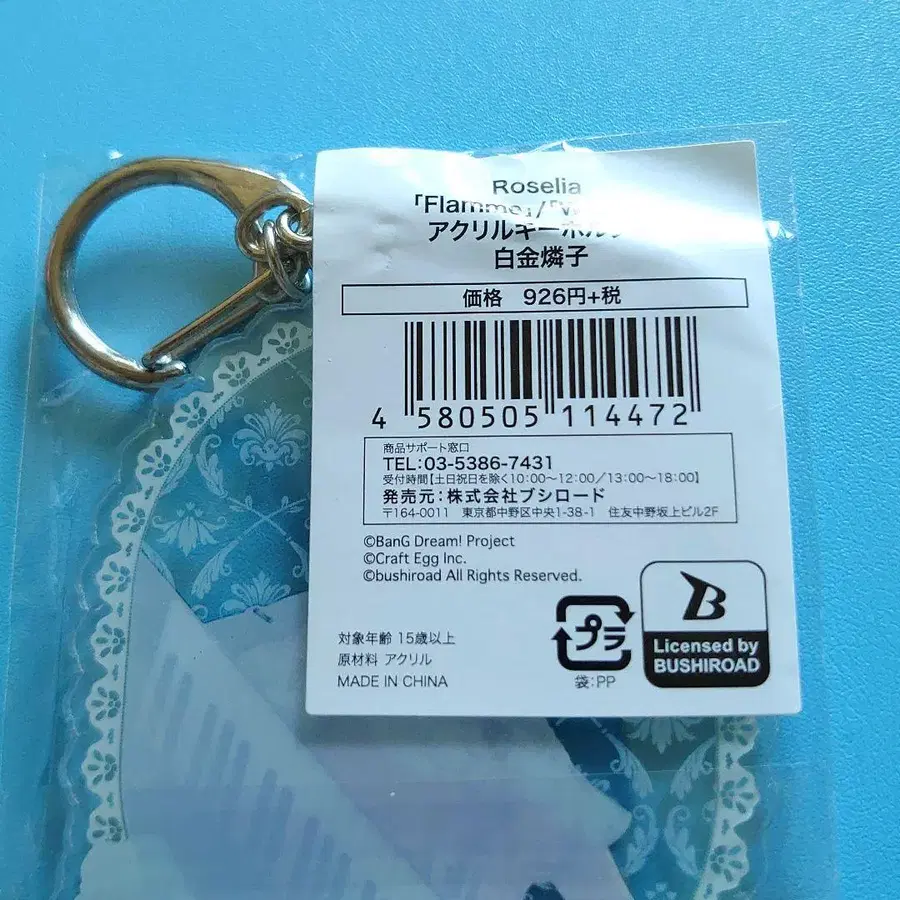 Roselia
「Flamme」/「W
アクリルキーホルダ
白金燐子
価格 926円+税
4 580505 114472
商品サポート窓口
TEL:03-5386-7431
受付時間【土日祝日を除く10:00～12:00／13:00～18:00】
発売元:株式会社ブシロード
〒164-0011 東京都中野区中央1-38-1 住友中野坂上ビル2F
©BanG Dream! Project
©Craft Egg Inc.
©bushiroad All Rights Reserved.
対象年齢 15歳以上
原材料 アクリル
MADE IN CHINA
プラ
袋:PP
B
Licensed by
BUSHIROAD